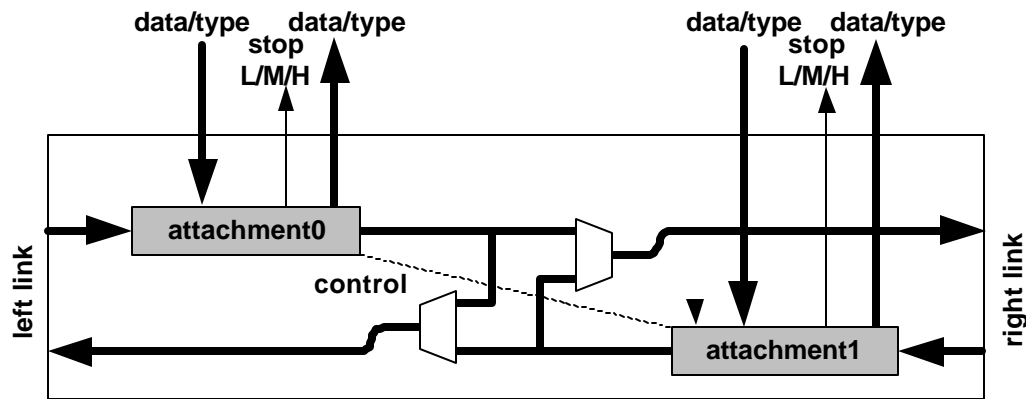 data/type
data/type
stop
L/M/H
data/type
data/type
stop
L/M/H
attachment0
control
attachment1
left link
right link